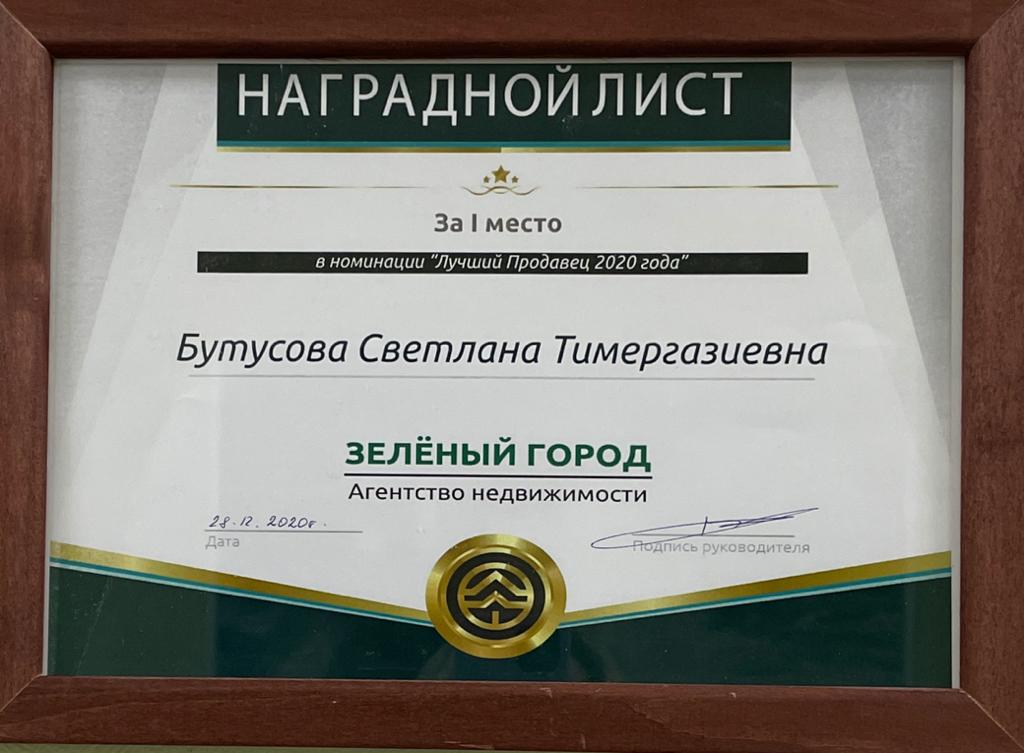 НАГРАДНОЙ ЛИСТ
За I место
в номинации “Лучший Продавец 2020 года”
Бутусова Светлана Тимергазиевна
ЗЕЛЁНЫЙ ГОРОД
Агентство недвижимости
28.12.2020г.
Дата
Подпись руководителя